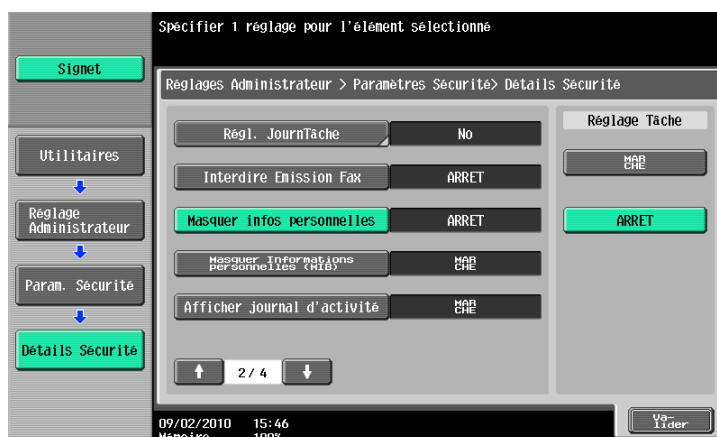 Spécifier 1 réglage pour l'élément sélectionné
Signet
Réglages Administrateur > Paramètres Sécurité> Détails Sécurité
Utilitaires
Réglage
Administrateur
Param. Sécurité
Détails Sécurité
Régl. JournTâche
No
Interdire Emission Fax
ARRET
Masquer infos personnelles
ARRET
Masquer Informations
personnelles (MIB)
MAR
CHE
Afficher journal d'activité
MAR
CHE
2/ 4
Réglage Tâche
MAR
CHE
ARRET
09/02/2010 15:46
Mémoire 100%
Va-
lider